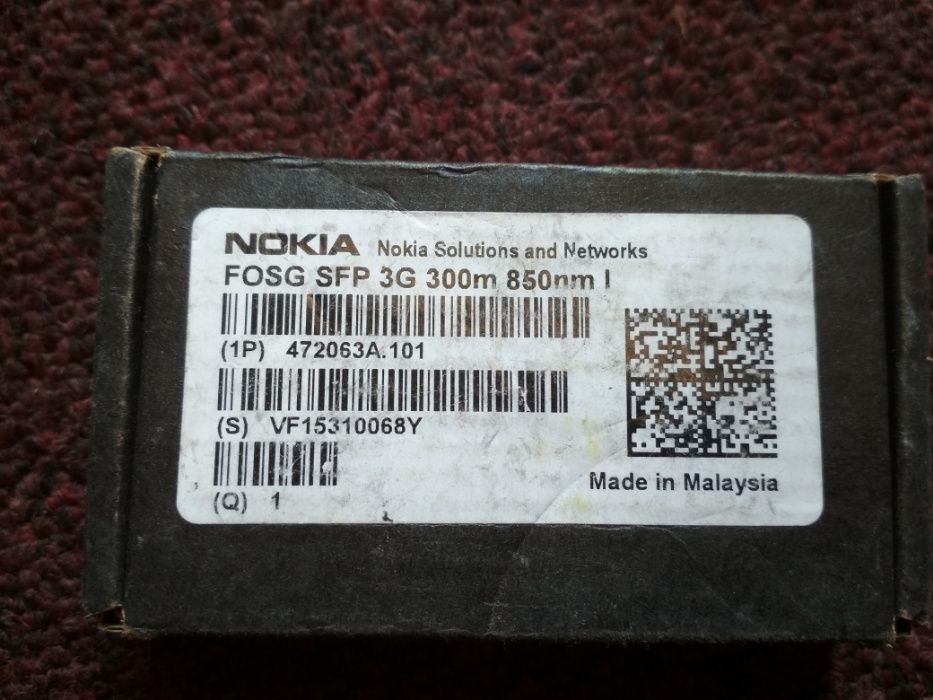 NOKIA Nokia Solutions and Networks
FOSG SFP 3G 300m 850nm I
(1P) 472063A.101
(S) VF15310068Y
Made in Malaysia
(Q) 1